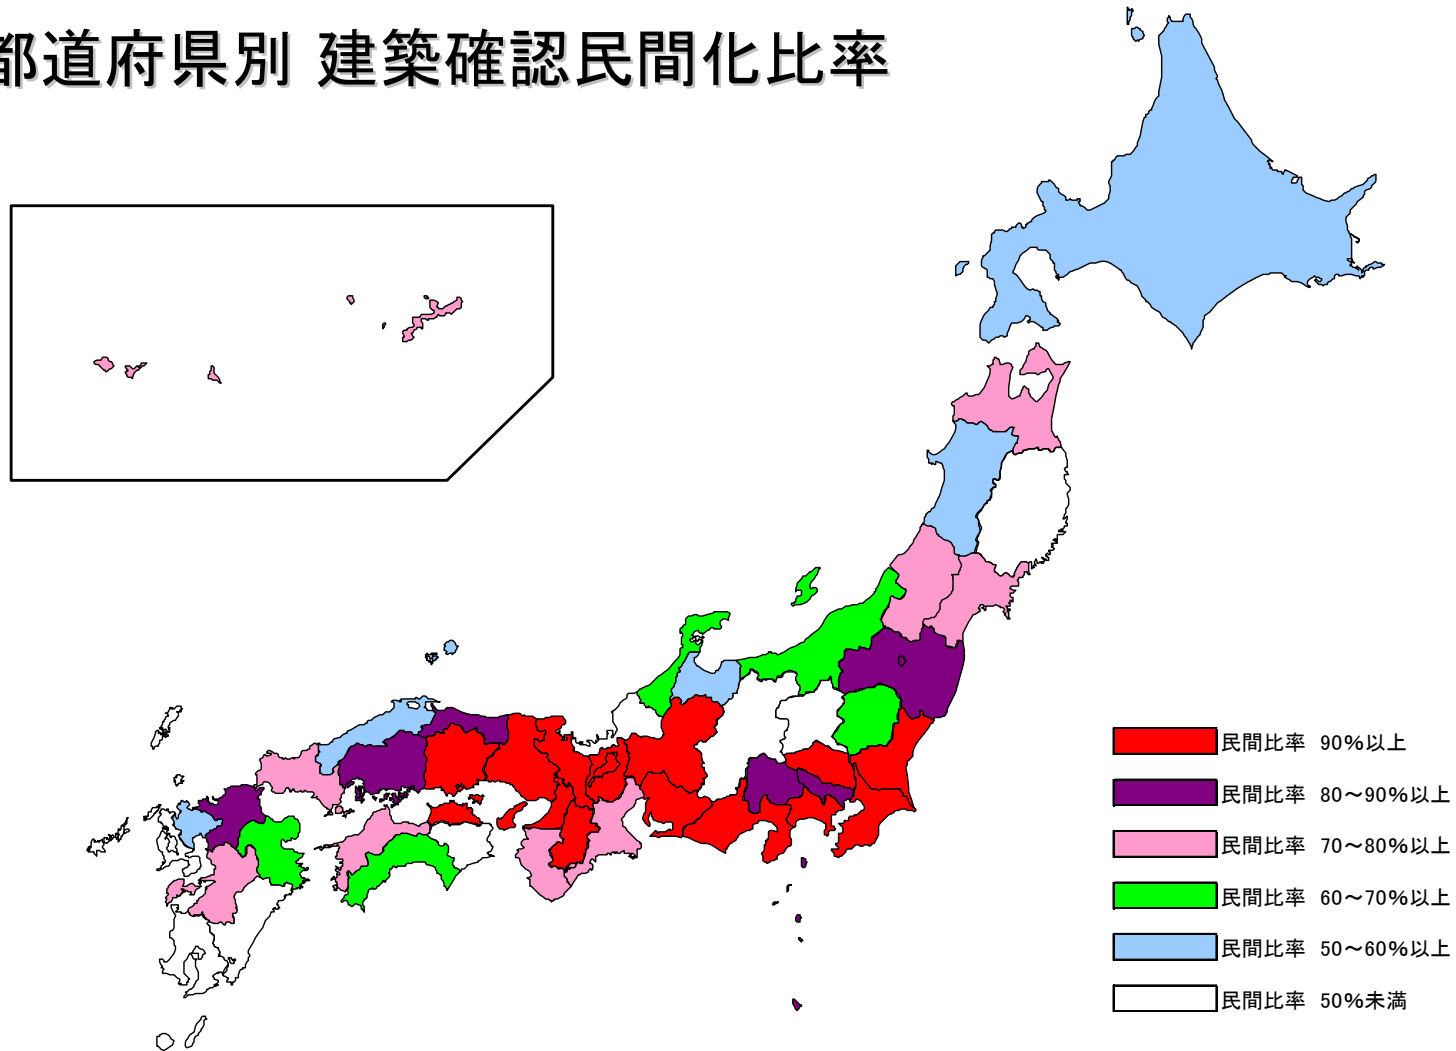 都道府県別 建築確認民間化比率
民間比率 90%以上
民間比率 80～90%以上
民間比率 70～80%以上
民間比率 60～70%以上
民間比率 50～60%以上
民間比率 50%未満